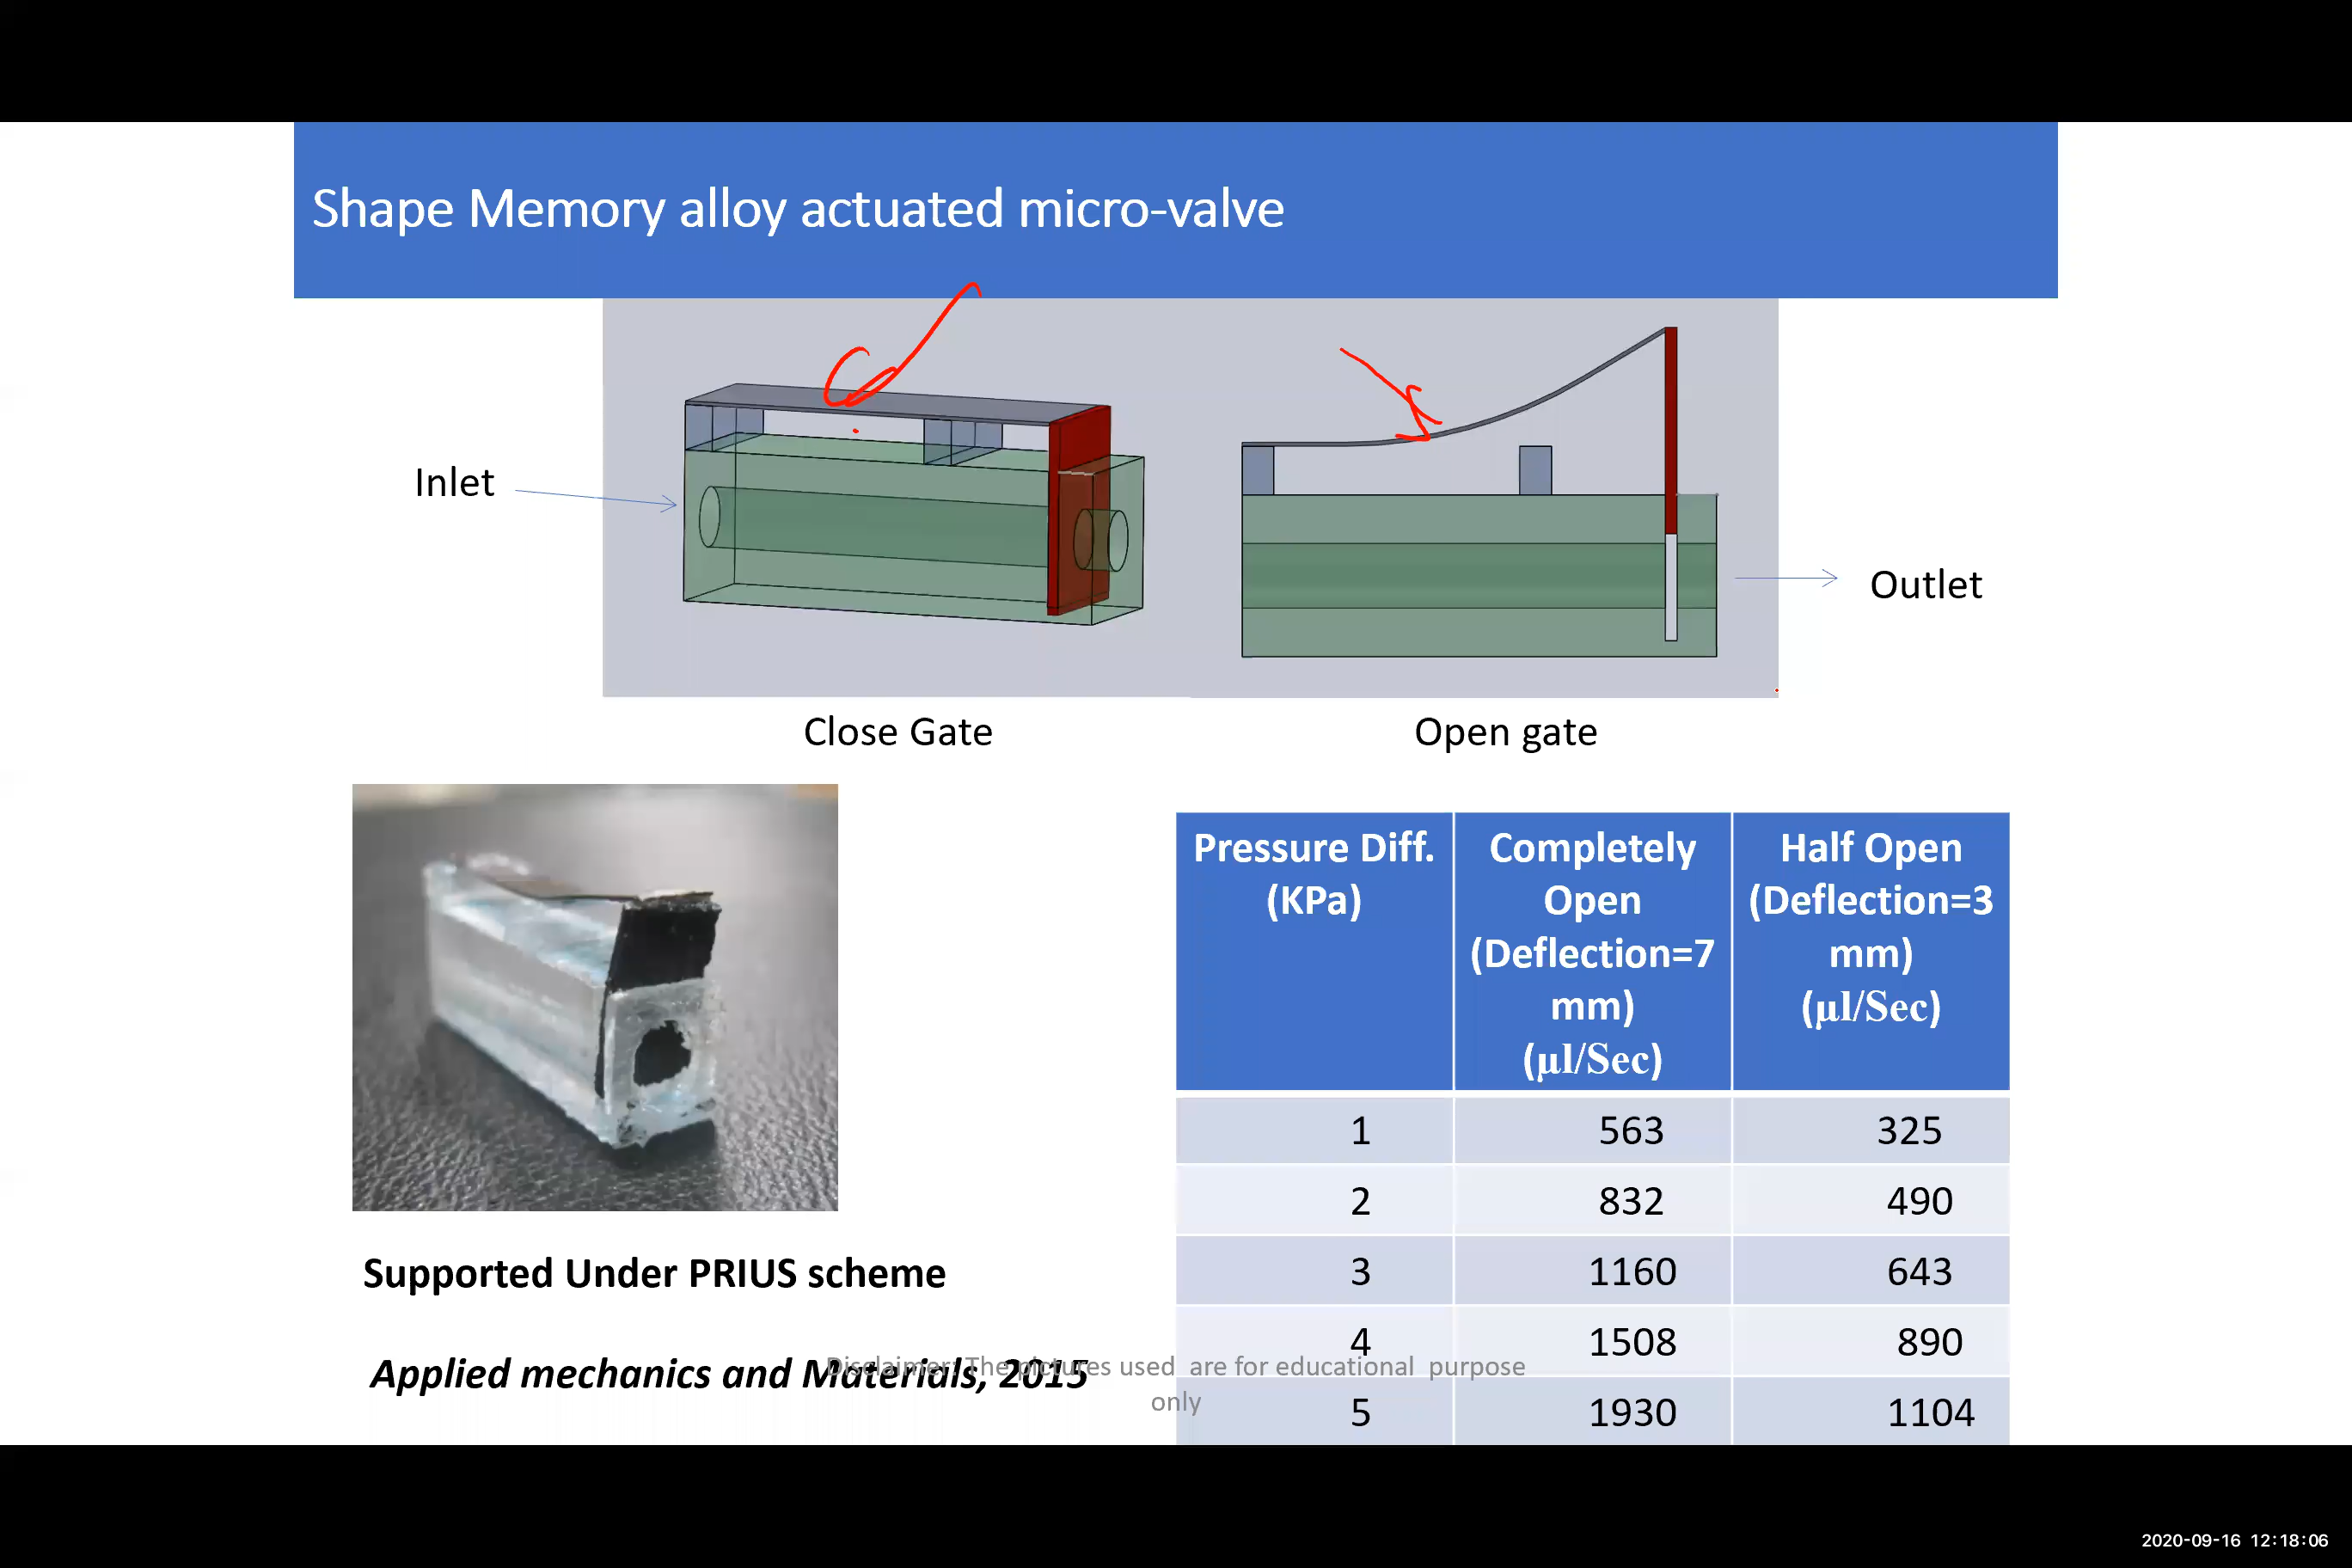 Shape Memory alloy actuated micro-valve
Inlet
Outlet
Close Gate
Open gate
Pressure Diff.
(KPa)
Completely
Open
(Deflection=7
mm)
(μl/Sec)
Half Open
(Deflection=3
mm)
(μl/Sec)
1 563 325
2 832 490
3 1160 643
4 1508 890
5 1930 1104
Supported Under PRIUS scheme
Applied mechanics and Materials, 2015
Disclaimer: The pictures used are for educational purpose
only
2020-09-16 12:18:06